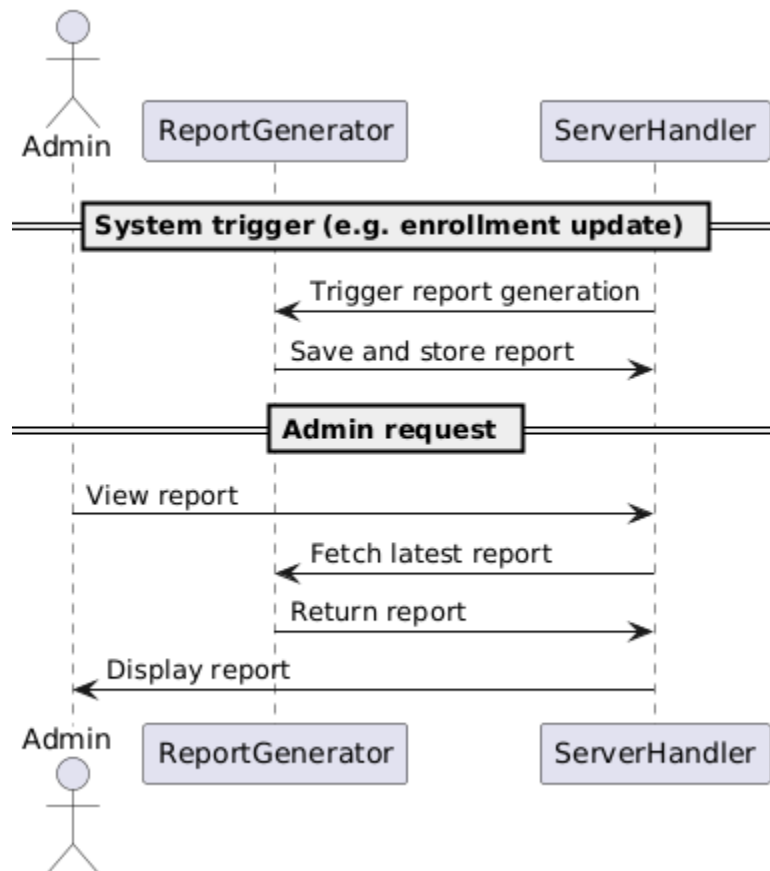 Admin
ReportGenerator
ServerHandler
System trigger (e.g. enrollment update)
Trigger report generation
Save and store report
Admin request
View report
Fetch latest report
Return report
Display report
Admin
ReportGenerator
ServerHandler